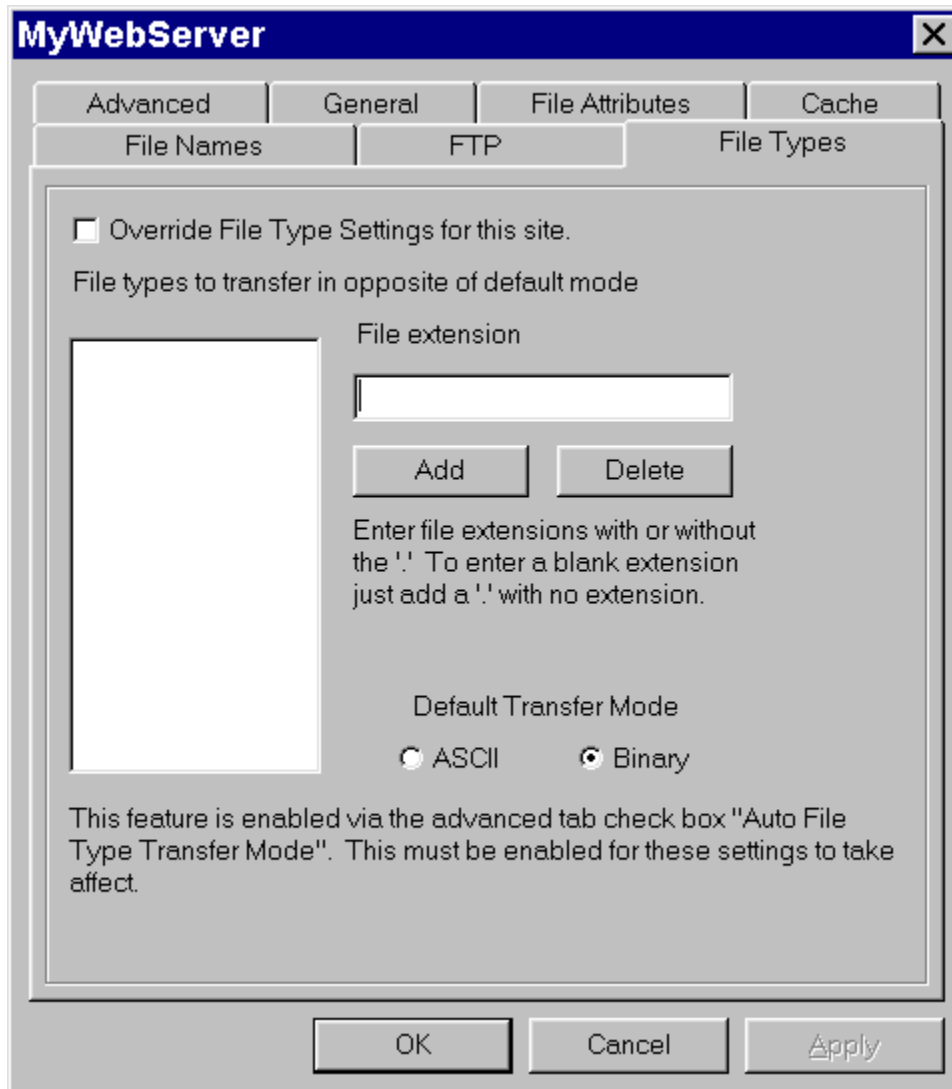 MyWebServer
Advanced
General
File Attributes
Cache
File Names
FTP
File Types
Override File Type Settings for this site.
File types to transfer in opposite of default mode
File extension
Add
Delete
Enter file extensions with or without
the '.'  To enter a blank extension
just add a '.' with no extension.
Default Transfer Mode
ASCII
Binary
This feature is enabled via the advanced tab check box "Auto File
Type Transfer Mode".  This must be enabled for these settings to take
affect.
OK
Cancel
Apply